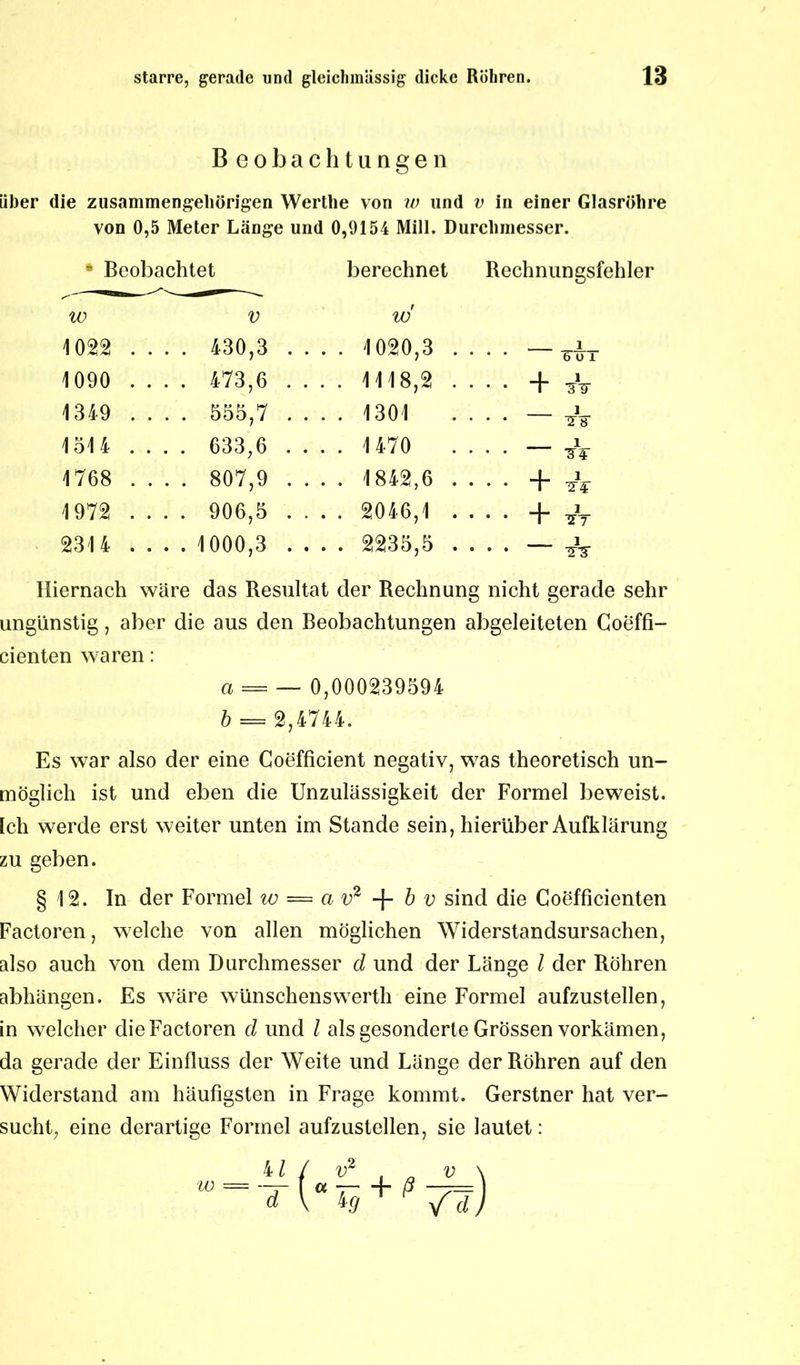 starre, gerade und gleichmässig dicke Röhren. 13
Beobachtungen
über die zusammengehörigen Werthe von w und v in einer Glasröhre
von 0,5 Meter Länge und 0,9154 Mill. Durchmesser.
Beobachtet berechnet Rechnungsfehler
w v w'
1022 .... 430,3 .... 1020,3 .... — 1/601
1090 .... 473,6 .... 1118,2 .... + 1/39
1349 .... 555,7 .... 1301 .... — 1/28
1514 .... 633,6 .... 1470 .... — 1/34
1768 .... 807,9 .... 1842,6 .... + 1/24
1972 .... 906,5 .... 2046,1 .... + 1/27
2314 .... 1000,3 .... 2235,5 .... — 1/29
Hiernach wäre das Resultat der Rechnung nicht gerade sehr
ungünstig, aber die aus den Beobachtungen abgeleiteten Coëffi-
cienten waren:
a = — 0,000239594
b = 2,4744.
Es war also der eine Coëfficient negativ, was theoretisch un-
möglich ist und eben die Unzulässigkeit der Formel beweist.
Ich werde erst weiter unten im Stande sein, hierüber Aufklärung
zu geben.
§ 12. In der Formel w = a v² + b v sind die Coëfficienten
Factoren, welche von allen möglichen Widerstandsursachen,
also auch von dem Durchmesser d und der Länge l der Röhren
abhängen. Es wäre wünschenswerth eine Formel aufzustellen,
in welcher die Factoren d und l als gesonderte Grössen vorkämen,
da gerade der Einfluss der Weite und Länge der Röhren auf den
Widerstand am häufigsten in Frage kommt. Gerstner hat ver-
sucht, eine derartige Formel aufzustellen, sie lautet:
w = 4l/d (α v²/4g + β v/√d)